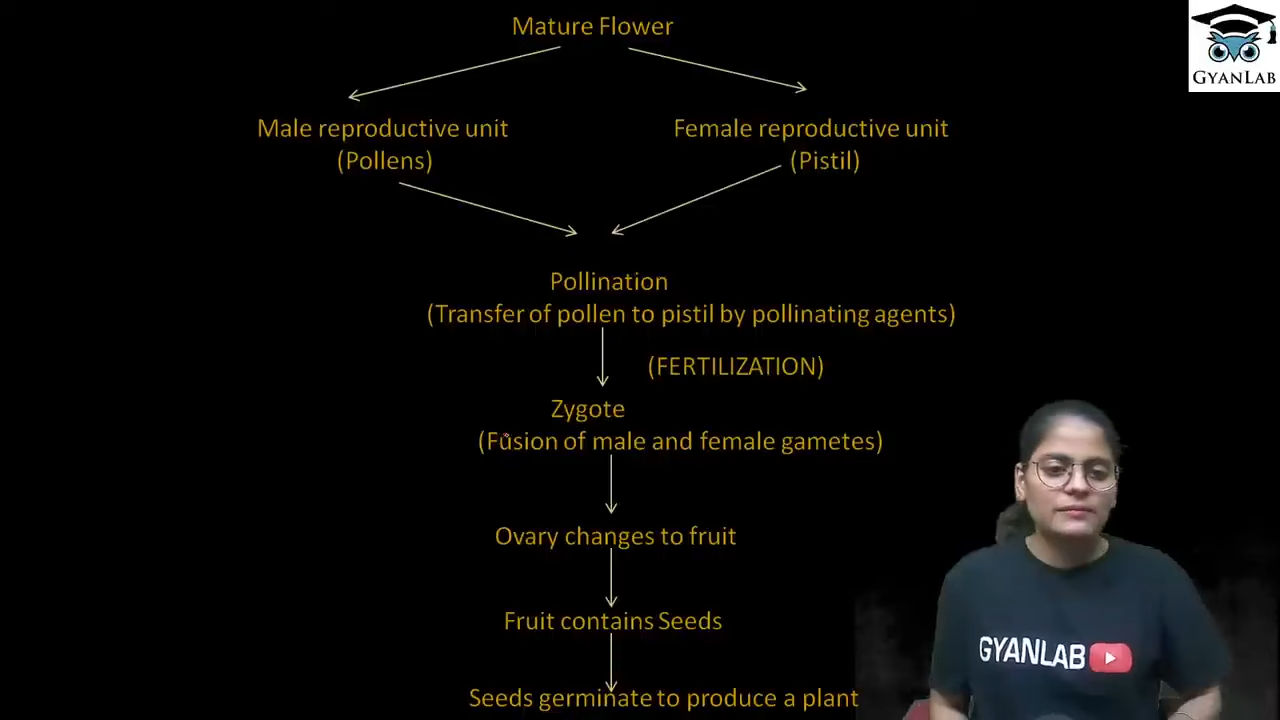 Mature Flower
GYANLAB
Male reproductive unit
(Pollens)
Female reproductive unit
(Pistil)
Pollination
(Transfer of pollen to pistil by pollinating agents)
(FERTILIZATION)
Zygote
(Fusion of male and female gametes)
Ovary changes to fruit
Fruit contains Seeds
GYANLAB
Seeds germinate to produce a plant